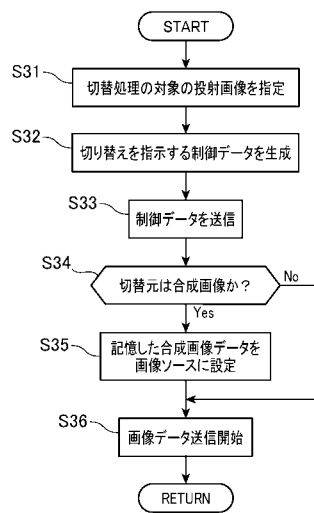 START
S31
切替処理の対象の投射画像を指定
S32
切り替えを指示する制御データを生成
S33
制御データを送信
S34
切替元は合成画像か？
No
Yes
S35
記憶した合成画像データを
画像ソースに設定
S36
画像データ送信開始
RETURN